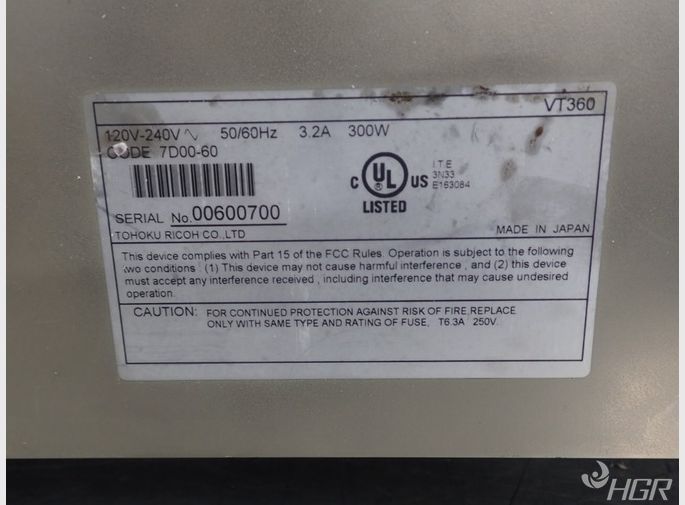 VT360
120V-240V∿ 50/60Hz 3.2A 300W
CODE 7D00-60
C UL US LISTED
I.T.E
3N33
E163084
SERIAL No.00600700
TOHOKU RICOH CO.,LTD MADE IN JAPAN
This device complies with Part 15 of the FCC Rules. Operation is subject to the following
two conditions : (1) This device may not cause harmful interference , and (2) this device
must accept any interference received , including interference that may cause undesired
operation.
CAUTION: FOR CONTINUED PROTECTION AGAINST RISK OF FIRE,REPLACE
ONLY WITH SAME TYPE AND RATING OF FUSE, T6.3A 250V.
HGR